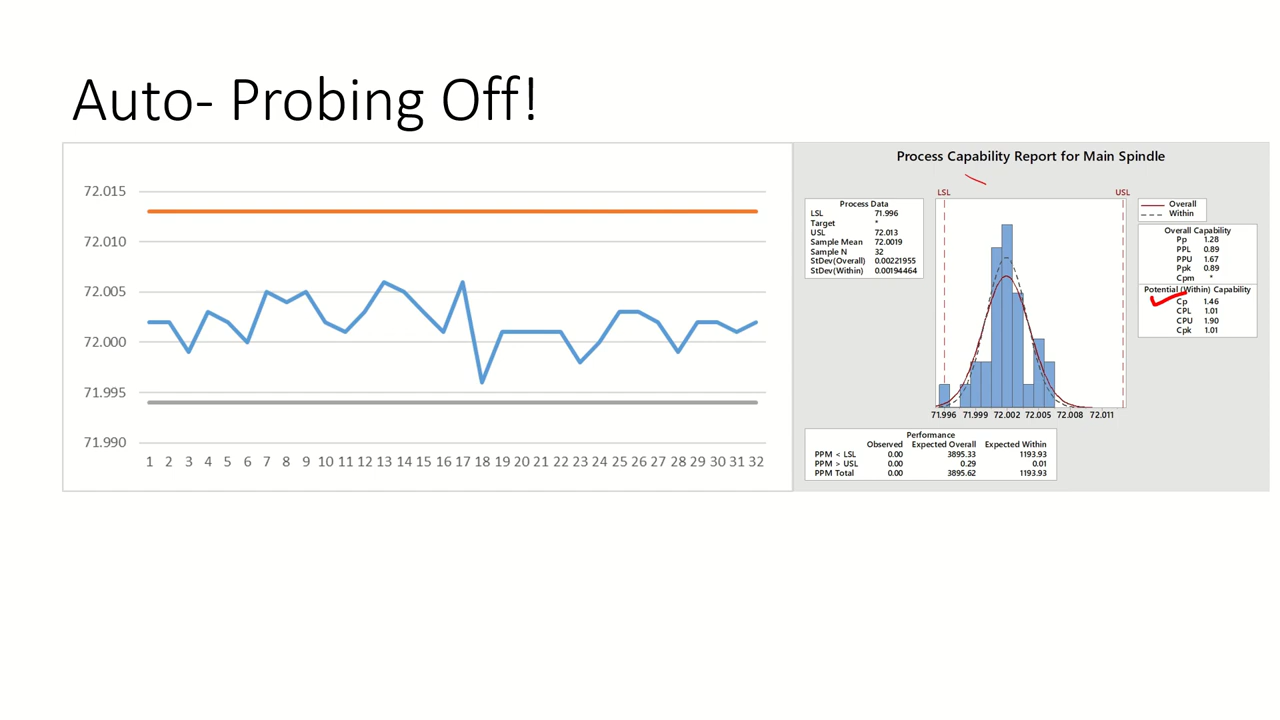 Auto- Probing Off!
72.015
72.010
72.005
72.000
71.995
71.990
1 2 3 4 5 6 7 8 9 10 11 12 13 14 15 16 17 18 19 20 21 22 23 24 25 26 27 28 29 30 31 32
Process Capability Report for Main Spindle
LSL USL
Process Data
LSL 71.996
Target *
USL 72.013
Sample Mean 72.0019
Sample N 32
StDev(Overall) 0.00221955
StDev(Within) 0.00194464
71.996 71.999 72.002 72.005 72.008 72.011
Overall
Within
Overall Capability
Pp 1.28
PPL 0.89
PPU 1.67
Ppk 0.89
Cpm *
Potential (Within) Capability
Cp 1.46
CPL 1.01
CPU 1.90
Cpk 1.01
Performance
Observed Expected Overall Expected Within
PPM < LSL 0.00 3895.33 1193.93
PPM > USL 0.00 0.29 0.01
PPM Total 0.00 3895.62 1193.93